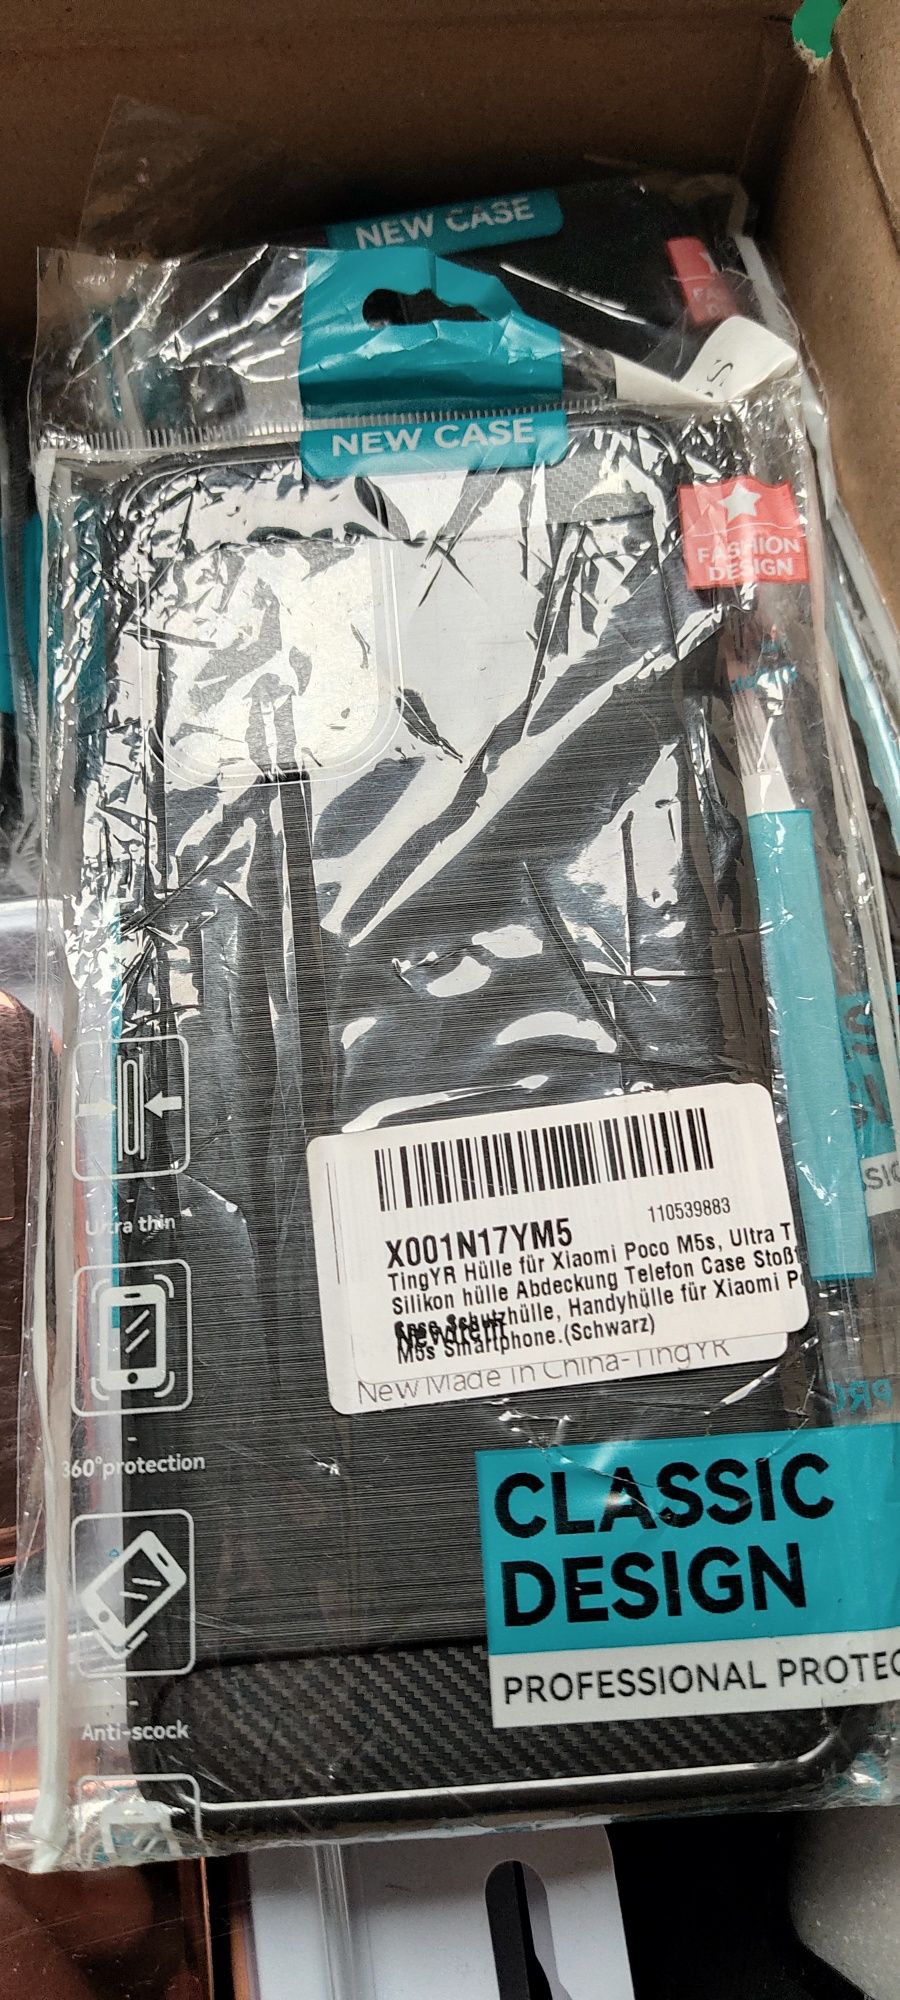 NEW CASE
NEW CASE
FASHION
DESIGN
X001N17YM5
110539883
TingYR Hülle für Xiaomi Poco M5s, Ultra T
Silikon hülle Abdeckung Telefon Case Stoßf
Case Schutzhülle, Handyhülle für Xiaomi P
NewItem
M5s Smartphone.(Schwarz)
New Made in China-TingYR
Ultra thin
360°protection
Anti-scock
CLASSIC
DESIGN
PROFESSIONAL PROTEC